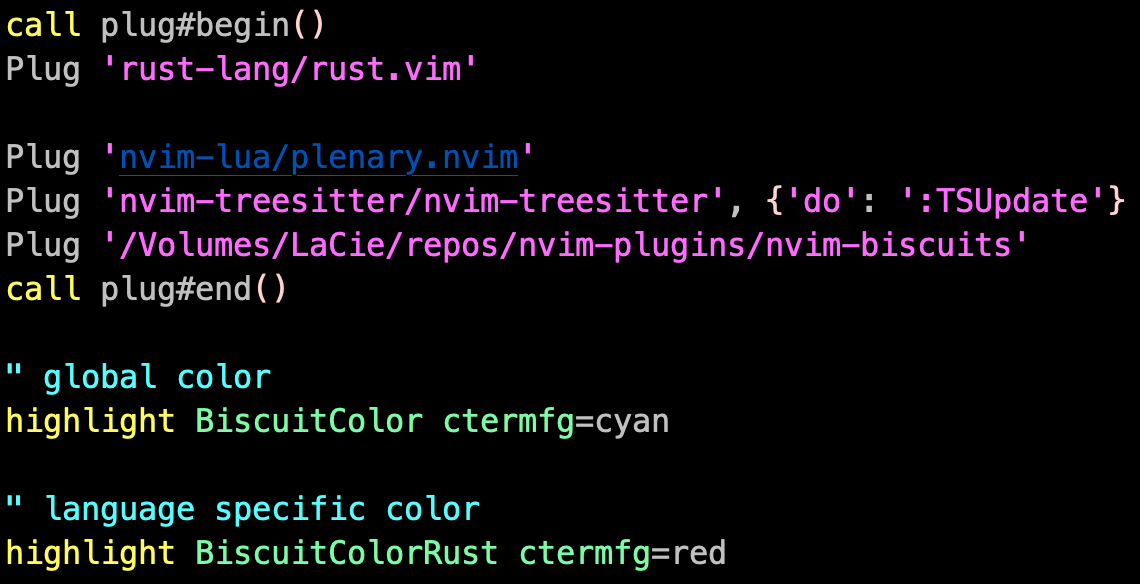 call plug#begin()
Plug 'rust-lang/rust.vim'
Plug 'nvim-lua/plenary.nvim'
Plug 'nvim-treesitter/nvim-treesitter', {'do': ':TSUpdate'}
Plug '/Volumes/LaCie/repos/nvim-plugins/nvim-biscuits'
call plug#end()
" global color
highlight BiscuitColor ctermfg=cyan
" language specific color
highlight BiscuitColorRust ctermfg=red